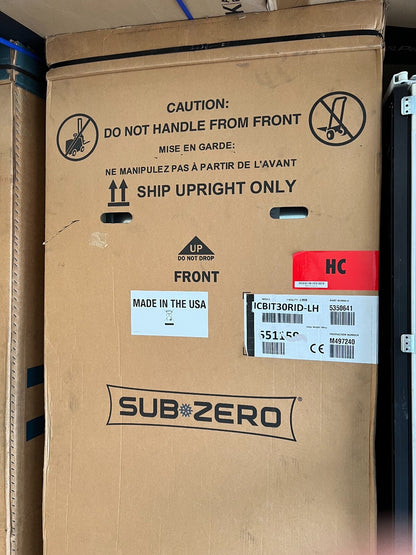 CAUTION:
DO NOT HANDLE FROM FRONT
MISE EN GARDE:
NE MANIPULEZ PAS À PARTIR DE L'AVANT
SHIP UPRIGHT ONLY
UP
DO NOT DROP
FRONT
HC
MADE IN THE USA
ICBIT30RID-LH
5350641
M497240
CE
SUB ZERO®